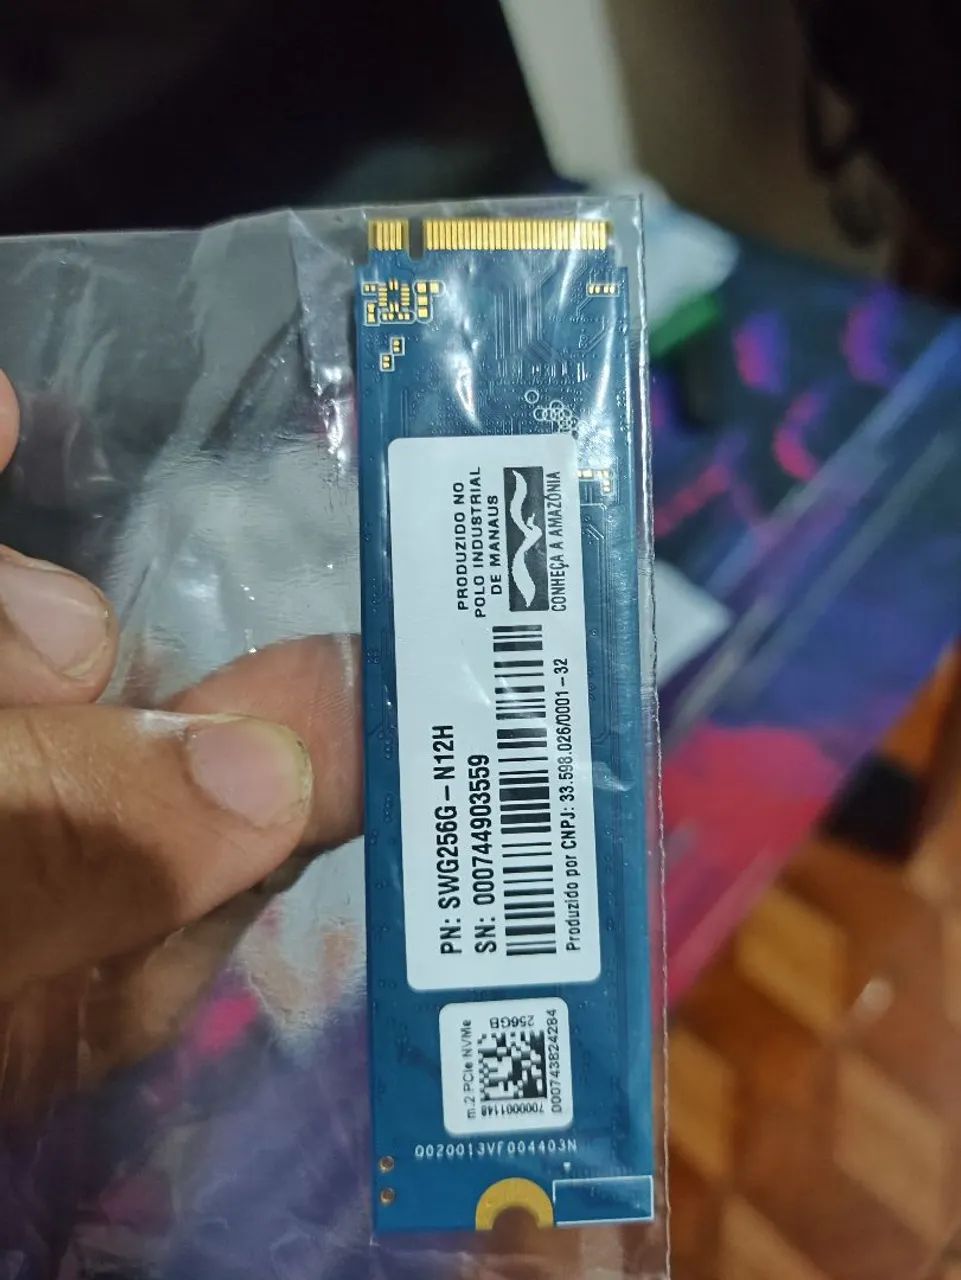 PRODUZIDO NO
POLO INDUSTRIAL
DE MANAUS
CONHEÇA A AMAZÔNIA
PN: SWG256G-N12H
SN: 000744903559
Produzido por CNPJ: 33.598.026/0001-32
m.2 PCIe NVMe
256GB
7000001148
000743824284
Q020013VF004403N